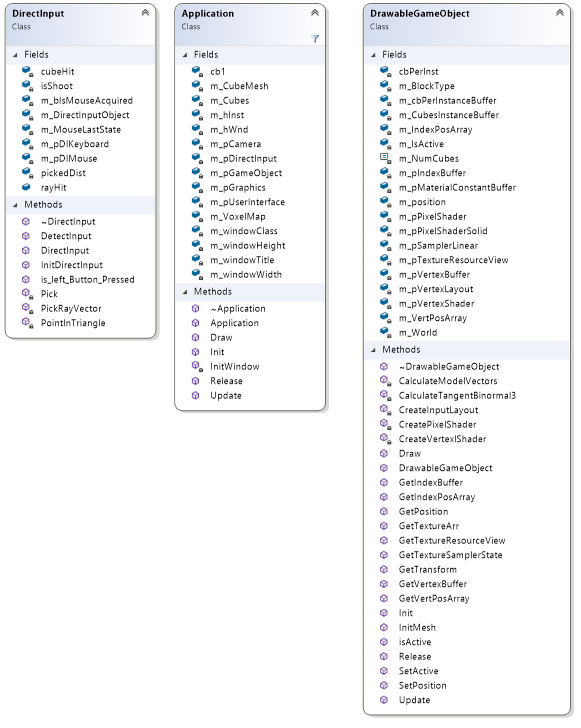 DirectInput
Class
Fields
cubeHit
isShoot
m_bIsMouseAcquired
m_DirectInputObject
m_MouseLastState
m_pDIKeyboard
m_pDIMouse
pickedDist
rayHit
Methods
~DirectInput
DetectInput
DirectInput
InitDirectInput
is_left_Button_Pressed
Pick
PickRayVector
PointInTriangle
Application
Class
Fields
cb1
m_CubeMesh
m_Cubes
m_hInst
m_hWnd
m_pCamera
m_pDirectInput
m_pGameObject
m_pGraphics
m_pUserInterface
m_VoxelMap
m_windowClass
m_windowHeight
m_windowTitle
m_windowWidth
Methods
~Application
Application
Draw
Init
InitWindow
Release
Update
DrawableGameObject
Class
Fields
cbPerInst
m_BlockType
m_cbPerInstanceBuffer
m_CubesInstanceBuffer
m_IndexPosArray
m_IsActive
m_NumCubes
m_pIndexBuffer
m_pMaterialConstantBuffer
m_position
m_pPixelShader
m_pPixelShaderSolid
m_pSamplerLinear
m_pTextureResourceView
m_pVertexBuffer
m_pVertexLayout
m_pVertexShader
m_VertPosArray
m_World
Methods
~DrawableGameObject
CalculateModelVectors
CalculateTangentBinormal3
CreateInputLayout
CreatePixelShader
CreateVertexlShader
Draw
DrawableGameObject
GetIndexBuffer
GetIndexPosArray
GetPosition
GetTextureArr
GetTextureResourceView
GetTextureSamplerState
GetTransform
GetVertexBuffer
GetVertPosArray
Init
InitMesh
isActive
Release
SetActive
SetPosition
Update